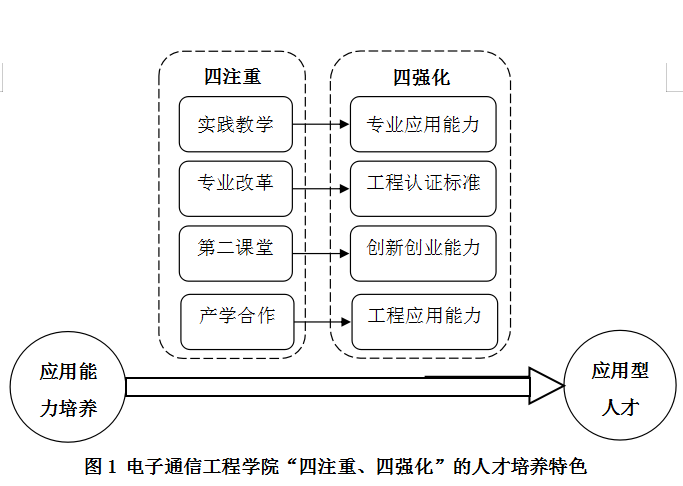 四注重
四强化
实践教学
专业应用能力
专业改革
工程认证标准
第二课堂
创新创业能力
产学合作
工程应用能力
应用能
力培养
应用型
人才
图 1 电子通信工程学院“四注重、四强化”的人才培养特色